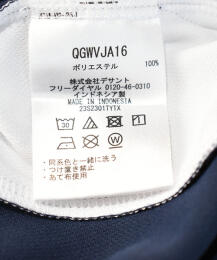 QGWVJA16
ポリエステル 100%
株式会社デサント
フリーダイヤル 0120-46-0310
インドネシア製
MADE IN INDONESIA
23S2301TY1X
・同系色と一緒に洗う
・つけ置き禁止
・あて布使用